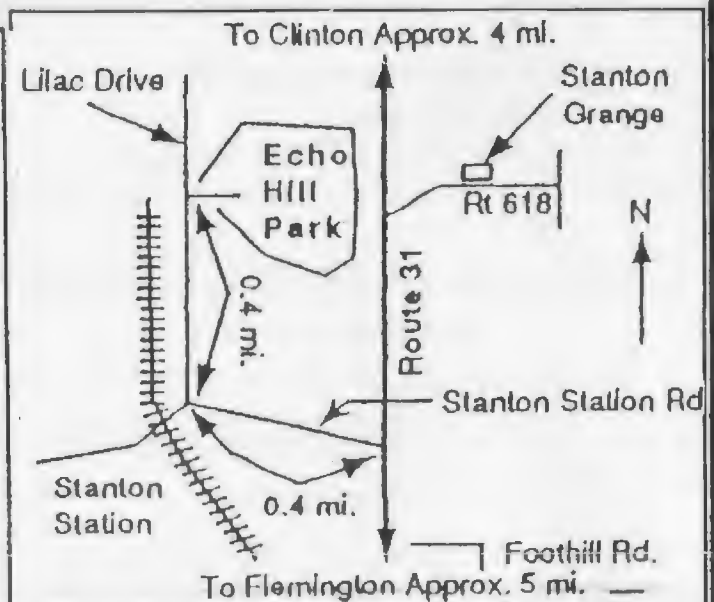 To Clinton Approx. 4 mi.
Lilac Drive
Stanton
Grange
Echo
Hill
Park
Rt 618
N
0.4 mi.
Route 31
Stanton Station Rd
Stanton
Station
0.4 mi.
Foothill Rd.
To Flemington Approx. 5 mi.